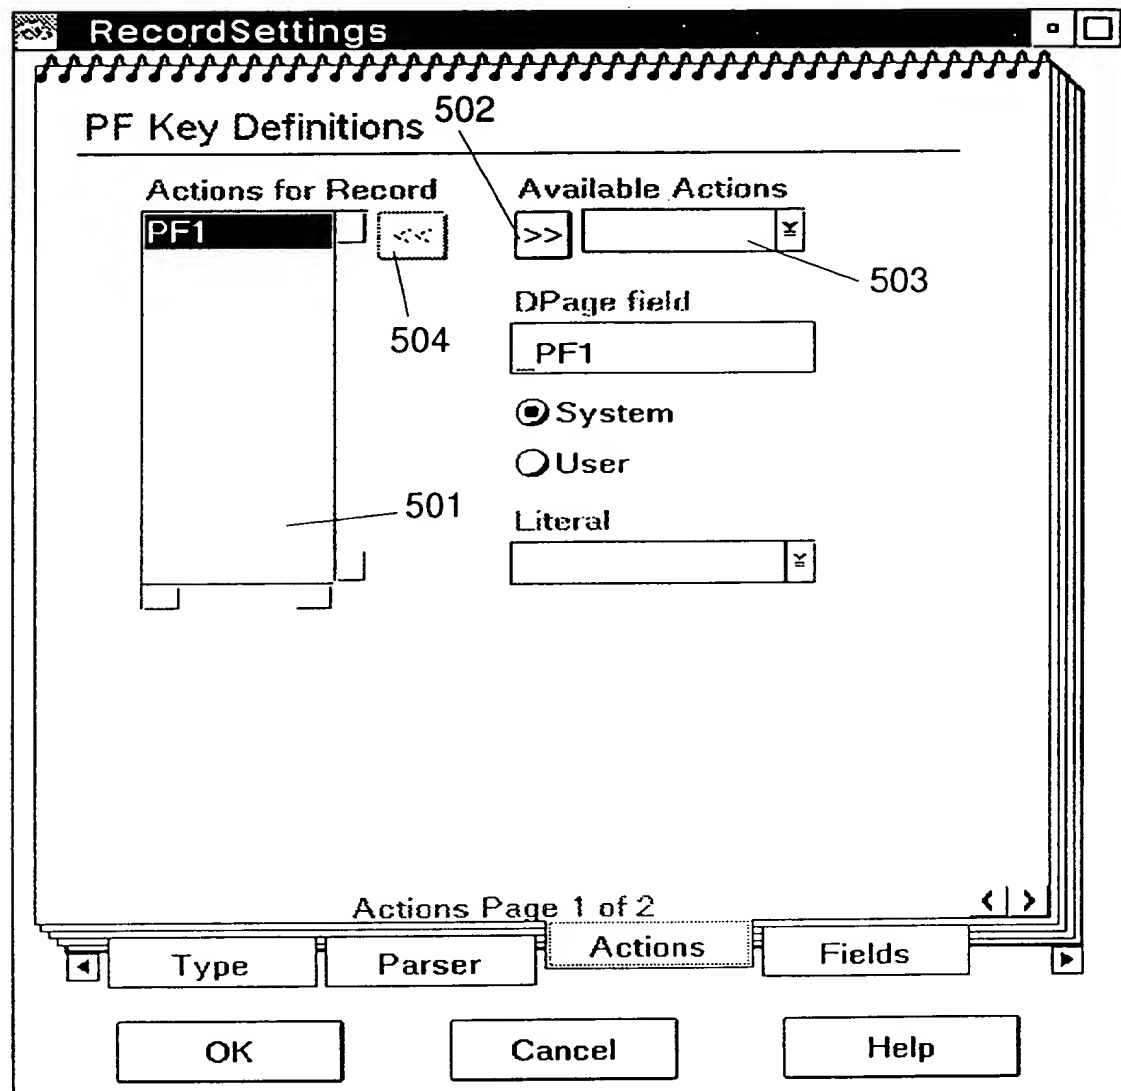 RecordSettings
PF Key Definitions
502
Actions for Record
Available Actions
PF1
<<
>>
503
504
DPage field
_PF1
System
User
501
Literal
Actions Page 1 of 2
< >
Type
Parser
Actions
Fields
OK
Cancel
Help